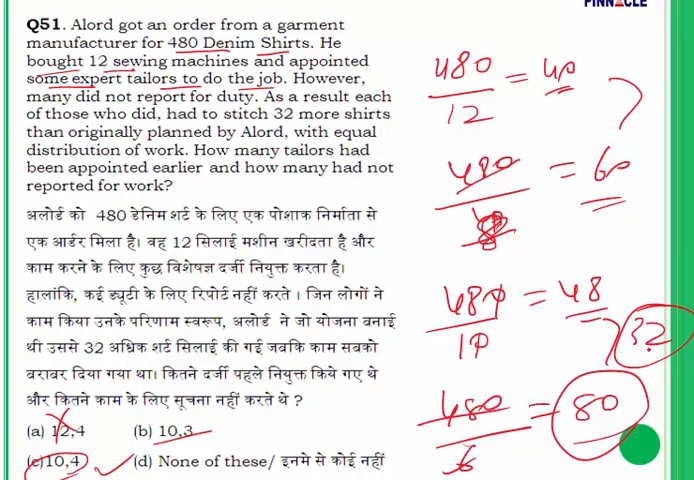 PINNACLE
Q51. Alord got an order from a garment
manufacturer for 480 Denim Shirts. He
bought 12 sewing machines and appointed
some expert tailors to do the job. However,
many did not report for duty. As a result each
of those who did, had to stitch 32 more shirts
than originally planned by Alord, with equal
distribution of work. How many tailors had
been appointed earlier and how many had not
reported for work?
अलोर्ड को 480 डेनिम शर्ट के लिए एक पोशाक निर्माता से
एक आर्डर मिला है। वह 12 सिलाई मशीन खरीदता है और
काम करने के लिए कुछ विशेषज्ञ दर्जी नियुक्त करता है।
हालांकि, कई ड्यूटी के लिए रिपोर्ट नहीं करते । जिन लोगों ने
काम किया उनके परिणाम स्वरूप, अलोर्ड ने जो योजना बनाई
थी उससे 32 अधिक शर्ट सिलाई की गई जबकि काम सबको
बराबर दिया गया था। कितने दर्जी पहले नियुक्त किये गए थे
और कितने काम के लिए सूचना नहीं करते थे ?
(a) 12,4 (b) 10,3
(c)10,4 (d) None of these/ इनमे से कोई नहीं
480/12 = 40
480/8 = 60
480/10 = 48
32
480/6 = 80